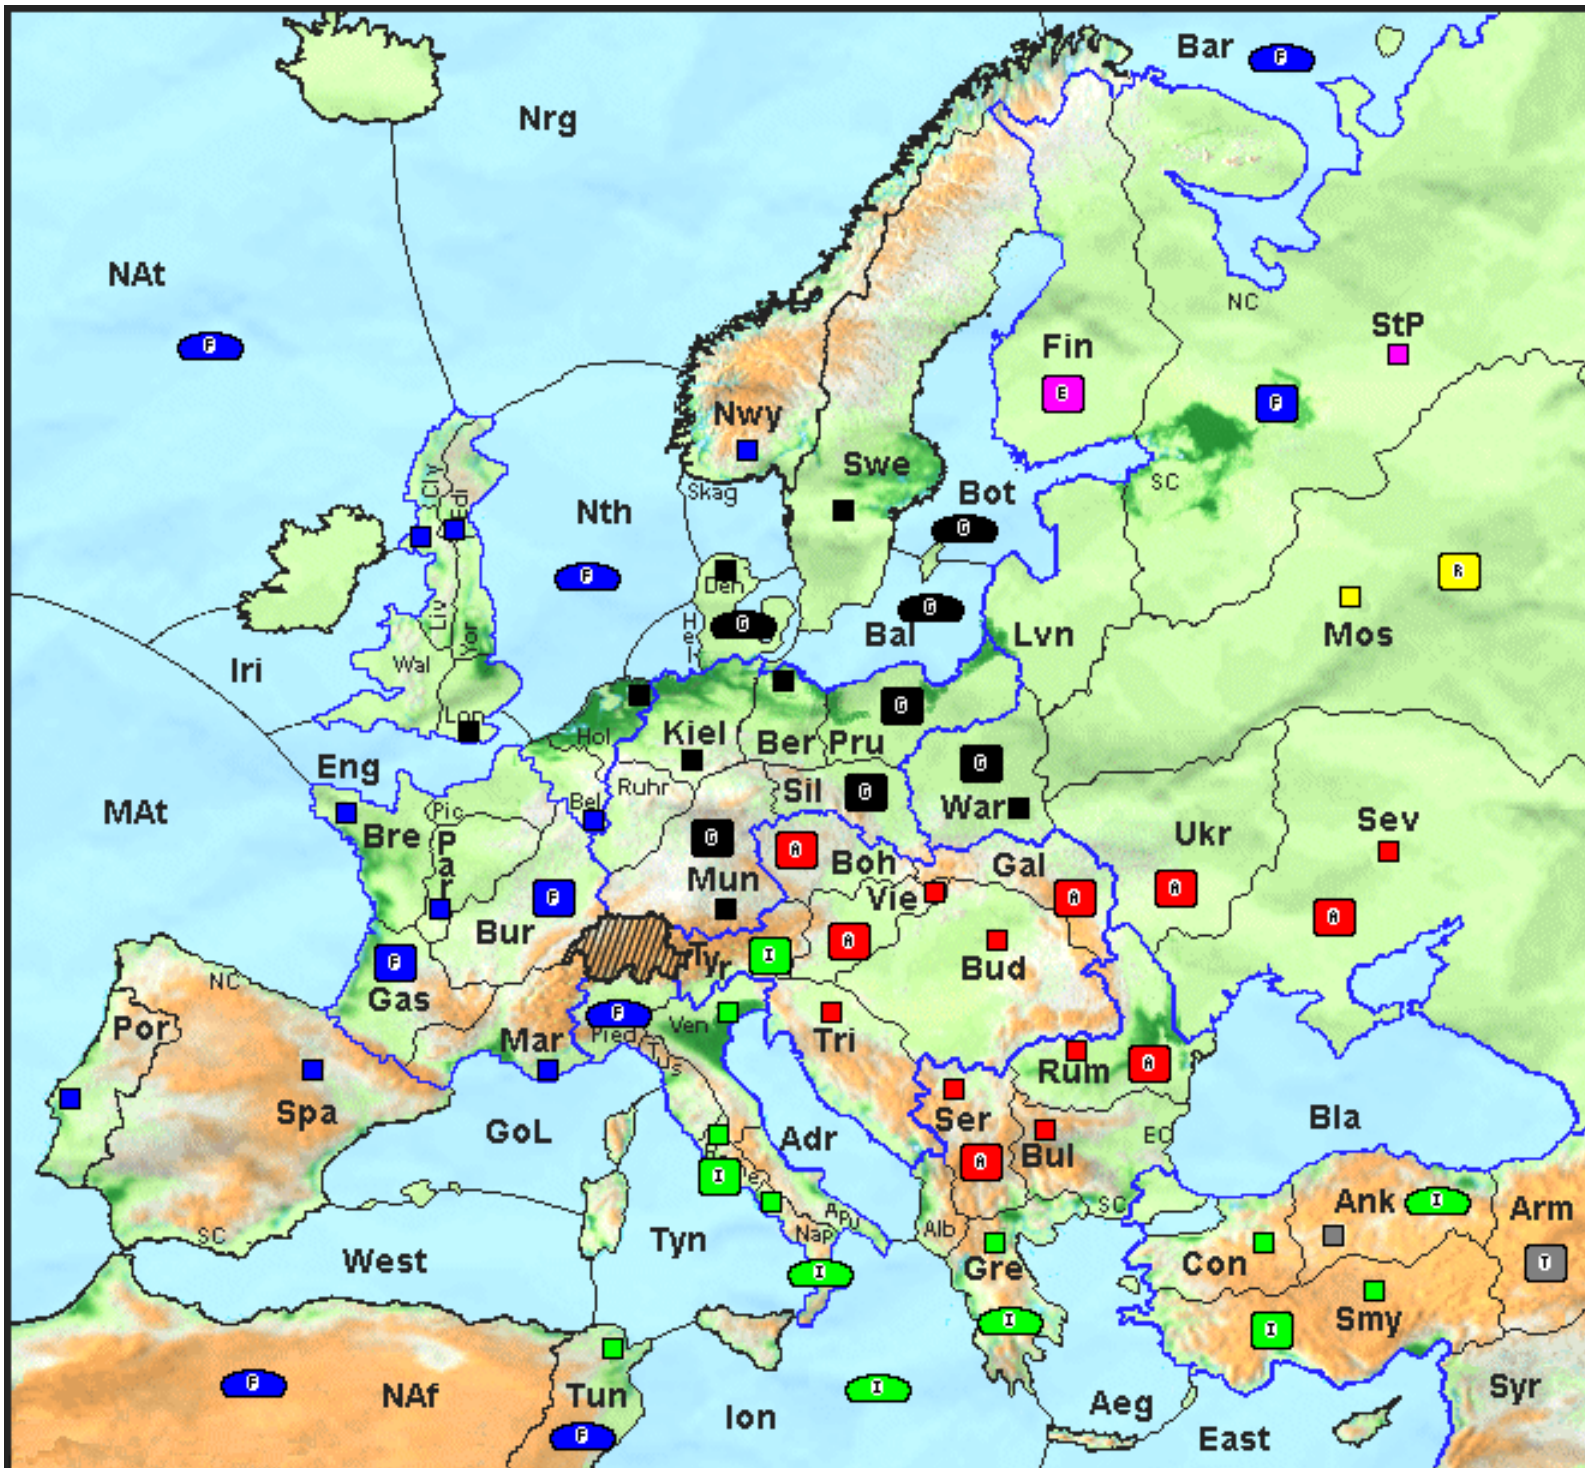 Bar
F
Nrg
NAt
F
NC
StP
Fin
E
F
Nwy
Swe
SC
Cly
Edi
Skag
Bot
G
Nth
F
Den
R
G
G
Hel
Bal
Lvn
Mos
Liv
Yor
Wal
Iri
Lon
Hol
Kiel
Ber
Pru
G
G
Eng
Ruhr
Sil
G
War
MAt
Pic
Bel
Bre
Par
G
A
Boh
Gal
Ukr
Sev
Mun
Vie
A
A
A
F
Bur
Tyr
I
A
Bud
F
Gas
NC
Por
Mar
F
Pied
Ven
Tri
Tus
Rum
A
Spa
GoL
Adr
Ser
Bul
EC
Bla
A
I
SC
Ank
I
Arm
SC
Apu
Nap
Alb
West
Tyn
Gre
Con
T
I
I
I
Smy
F
NAf
Tun
I
Ion
Aeg
Syr
F
East